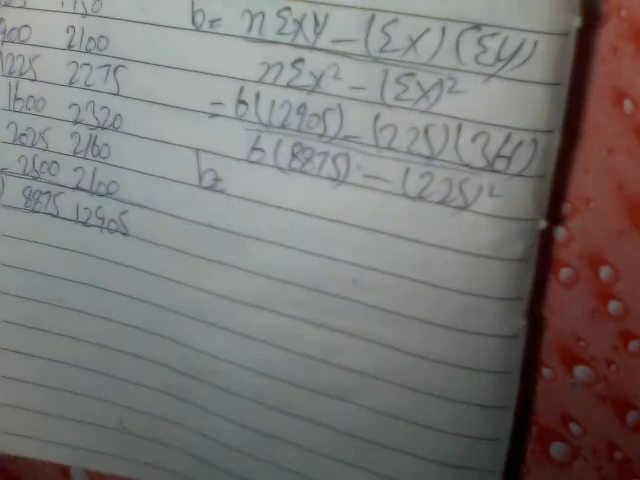 b = nΣxy - (Σx)(Σy)
nΣx² - (Σx)²
= 6(12905) - (225)(361)
6(8875) - (225)²
b =
900 2100
1225 2275
1600 2320
2025 2160
2500 2100
8875 12905